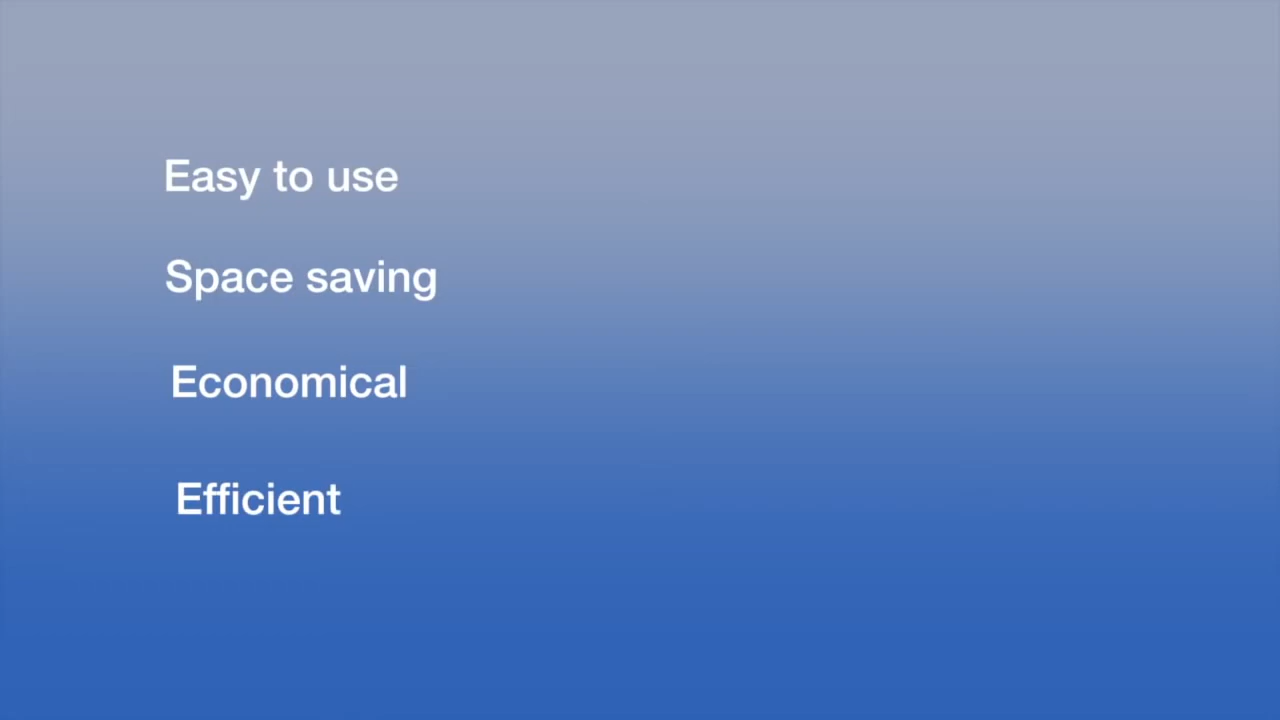 Easy to use
Space saving
Economical
Efficient